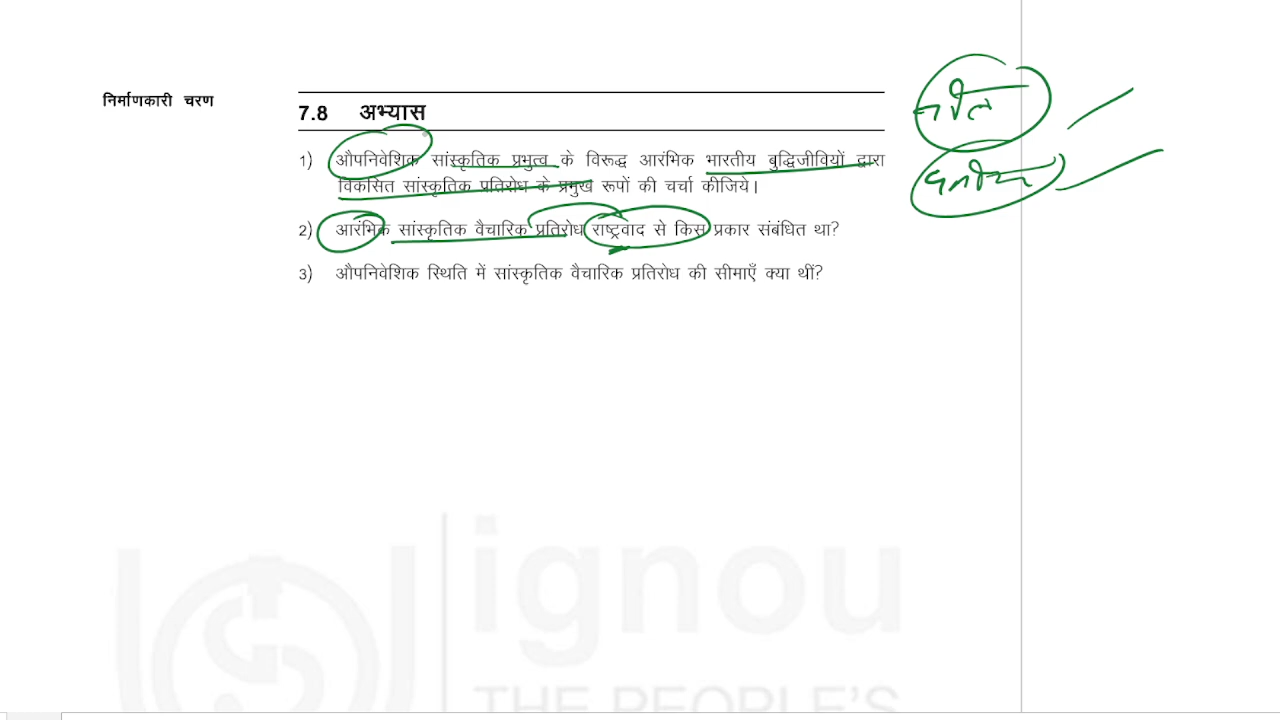 निर्माणकारी चरण
7.8 अभ्यास
1) औपनिवेशिक सांस्कृतिक प्रभुत्व के विरूद्ध आरंभिक भारतीय बुद्धिजीवियों द्वारा
विकसित सांस्कृतिक प्रतिरोध के प्रमुख रूपों की चर्चा कीजिये।
2) आरंभिक सांस्कृतिक वैचारिक प्रतिरोध राष्ट्रवाद से किस प्रकार संबंधित था?
3) औपनिवेशिक स्थिति में सांस्कृतिक वैचारिक प्रतिरोध की सीमाएँ क्या थीं?
ignou
THE PEOPLE'S